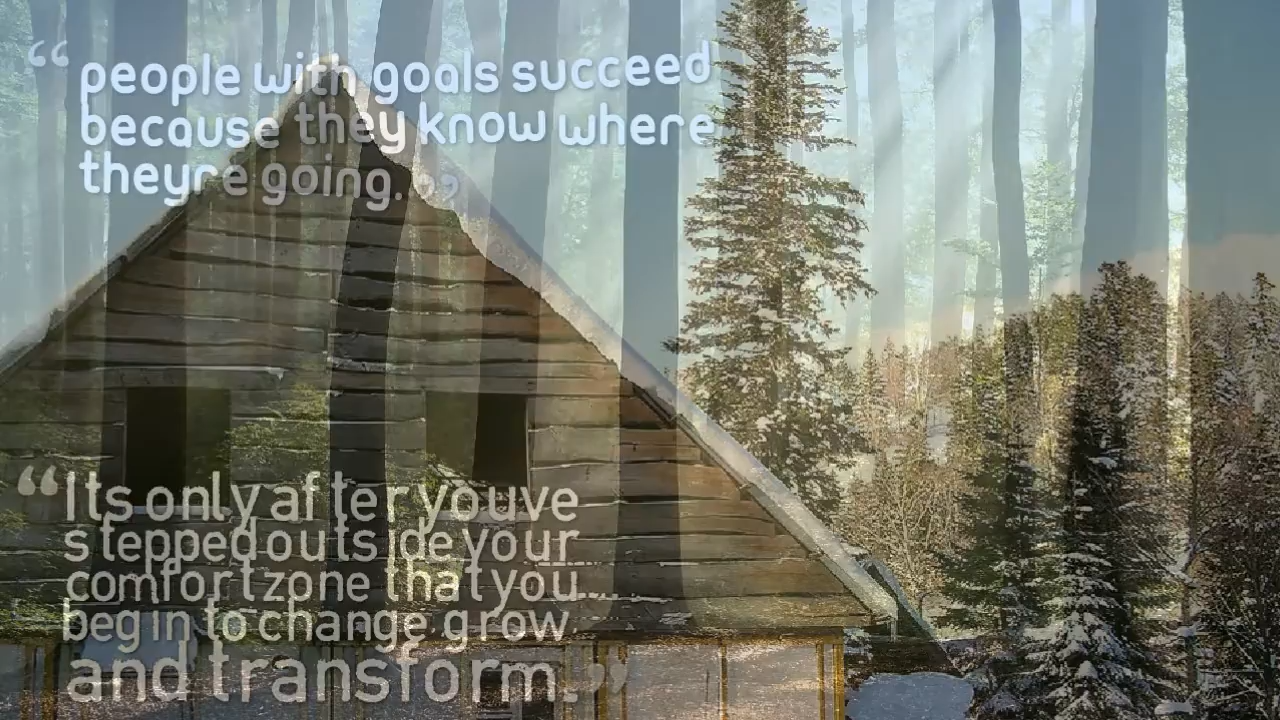 “people with goals succeed
because they know where
theyre going.”
“Its only after youve
stepped outside your
comfort zone that you
begin to change grow
and transform.”